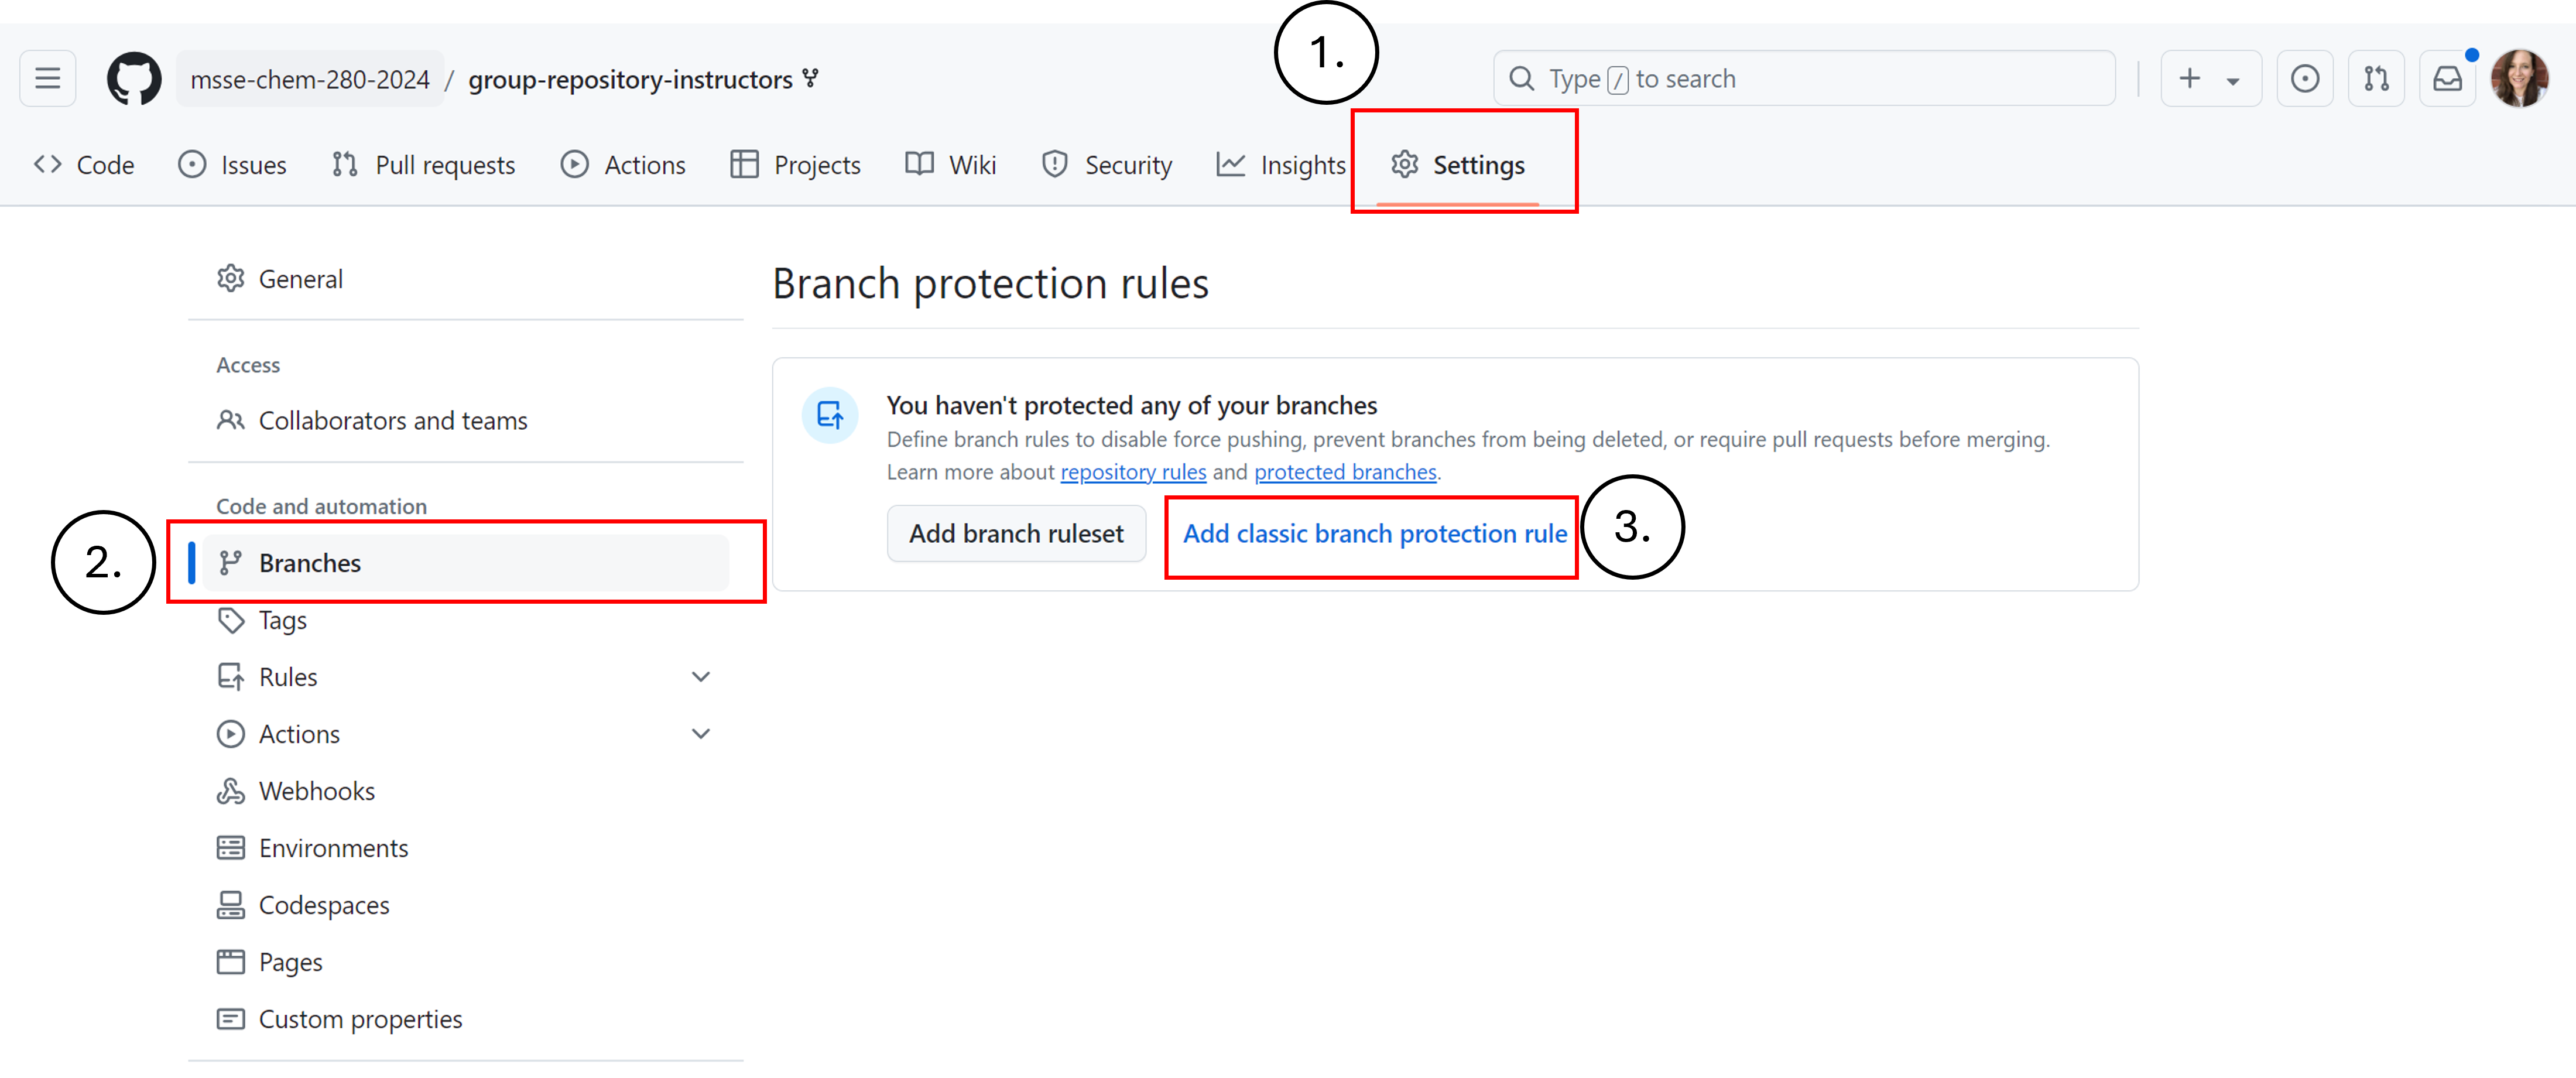 1.
msse-chem-280-2024 / group-repository-instructors
Type / to search
Code Issues Pull requests Actions Projects Wiki Security Insights Settings
General
Access
Collaborators and teams
Code and automation
2.
Branches
Tags
Rules
Actions
Webhooks
Environments
Codespaces
Pages
Custom properties
Branch protection rules
You haven't protected any of your branches
Define branch rules to disable force pushing, prevent branches from being deleted, or require pull requests before merging.
Learn more about repository rules and protected branches.
Add branch ruleset Add classic branch protection rule 3.